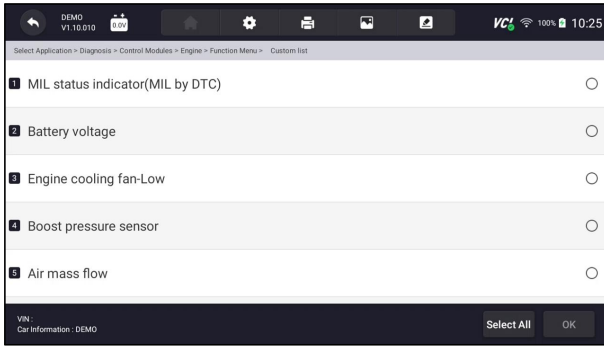 DEMO
V1.10.010
0.0V
VCI 100% 10:25
Select Application > Diagnosis > Control Modules > Engine > Function Menu > Custom list
1 MIL status indicator(MIL by DTC)
2 Battery voltage
3 Engine cooling fan-Low
4 Boost pressure sensor
5 Air mass flow
VIN :
Car Information : DEMO
Select All OK